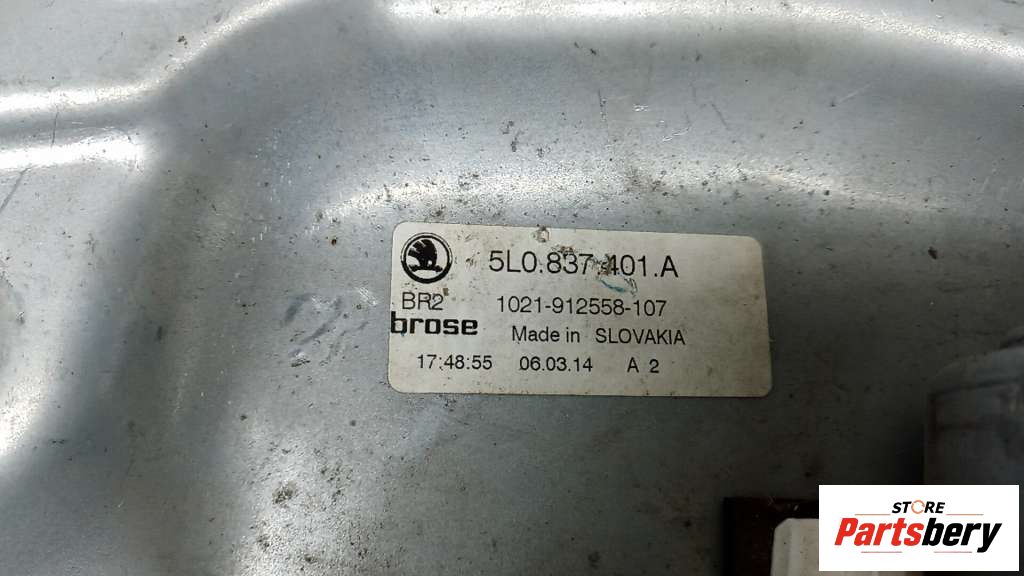 5L0.837.401.A
BR2
1021-912558-107
brose
Made in SLOVAKIA
17:48:55 06.03.14 A 2
STORE
Partsbery